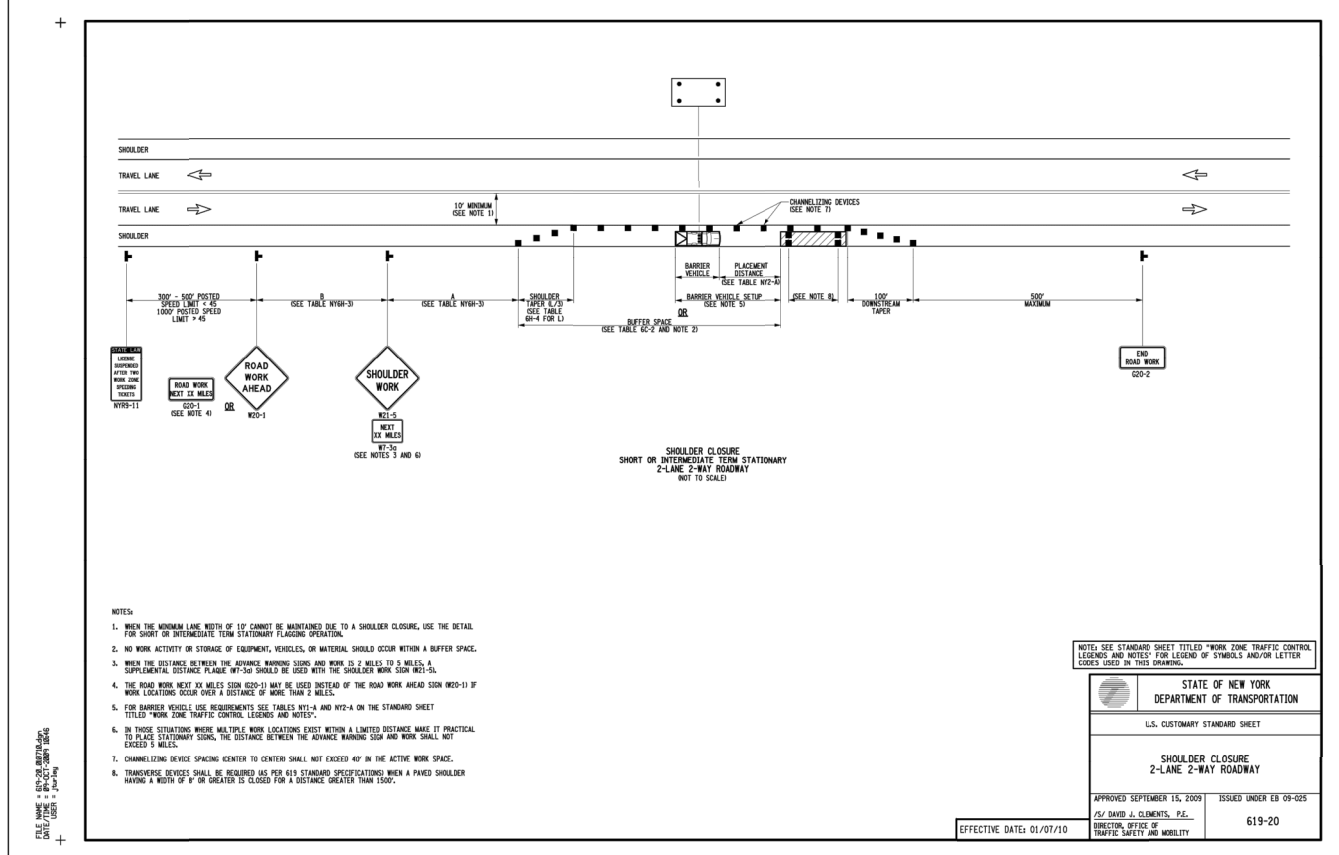 SHOULDER
TRAVEL LANE
TRAVEL LANE
10' MINIMUM
(SEE NOTE 1)
CHANNELIZING DEVICES
(SEE NOTE 7)
SHOULDER
BARRIER
VEHICLE
PLACEMENT
DISTANCE
(SEE TABLE NY2-A)
300' - 500' POSTED
SPEED LIMIT < 45
1000' POSTED SPEED
LIMIT > 45
B
(SEE TABLE NY6H-3)
A
(SEE TABLE NY6H-3)
SHOULDER
TAPER (L/3)
(SEE TABLE
6H-4 FOR L)
BARRIER VEHICLE SETUP
(SEE NOTE 5)
(SEE NOTE 8)
100'
DOWNSTREAM
TAPER
500'
MAXIMUM
OR
BUFFER SPACE
(SEE TABLE 6C-2 AND NOTE 2)
STATE LAW
LICENSE
SUSPENDED
AFTER TWO
WORK ZONE
SPEEDING
TICKETS
NYR9-11
ROAD WORK
NEXT IX MILES
G20-1
(SEE NOTE 4)
OR
ROAD
WORK
AHEAD
W20-1
SHOULDER
WORK
W21-5
NEXT
XX MILES
W7-3a
(SEE NOTES 3 AND 6)
END
ROAD WORK
G20-2
SHOULDER CLOSURE
SHORT OR INTERMEDIATE TERM STATIONARY
2-LANE 2-WAY ROADWAY
(NOT TO SCALE)
NOTES:
1. WHEN THE MINIMUM LANE WIDTH OF 10' CANNOT BE MAINTAINED DUE TO A SHOULDER CLOSURE, USE THE DETAIL
FOR SHORT OR INTERMEDIATE TERM STATIONARY FLAGGING OPERATION.
2. NO WORK ACTIVITY OR STORAGE OF EQUIPMENT, VEHICLES, OR MATERIAL SHOULD OCCUR WITHIN A BUFFER SPACE.
3. WHEN THE DISTANCE BETWEEN THE ADVANCE WARNING SIGNS AND WORK IS 2 MILES TO 5 MILES, A
SUPPLEMENTAL DISTANCE PLAQUE (W7-3a) SHOULD BE USED WITH THE SHOULDER WORK SIGN (W21-5).
4. THE ROAD WORK NEXT XX MILES SIGN (G20-1) MAY BE USED INSTEAD OF THE ROAD WORK AHEAD SIGN (W20-1) IF
WORK LOCATIONS OCCUR OVER A DISTANCE OF MORE THAN 2 MILES.
5. FOR BARRIER VEHICLE USE REQUIREMENTS SEE TABLES NY1-A AND NY2-A ON THE STANDARD SHEET
TITLED "WORK ZONE TRAFFIC CONTROL LEGENDS AND NOTES".
6. IN THOSE SITUATIONS WHERE MULTIPLE WORK LOCATIONS EXIST WITHIN A LIMITED DISTANCE MAKE IT PRACTICAL
TO PLACE STATIONARY SIGNS, THE DISTANCE BETWEEN THE ADVANCE WARNING SIGN AND WORK SHALL NOT
EXCEED 5 MILES.
7. CHANNELIZING DEVICE SPACING (CENTER TO CENTER) SHALL NOT EXCEED 40' IN THE ACTIVE WORK SPACE.
8. TRANSVERSE DEVICES SHALL BE REQUIRED (AS PER 619 STANDARD SPECIFICATIONS) WHEN A PAVED SHOULDER
HAVING A WIDTH OF 8' OR GREATER IS CLOSED FOR A DISTANCE GREATER THAN 1500'.
NOTE: SEE STANDARD SHEET TITLED "WORK ZONE TRAFFIC CONTROL
LEGENDS AND NOTES" FOR LEGEND OF SYMBOLS AND/OR LETTER
CODES USED IN THIS DRAWING.
STATE OF NEW YORK
DEPARTMENT OF TRANSPORTATION
U.S. CUSTOMARY STANDARD SHEET
SHOULDER CLOSURE
2-LANE 2-WAY ROADWAY
APPROVED SEPTEMBER 15, 2009
ISSUED UNDER EB 09-025
/S/ DAVID J. CLEMENTS, P.E.
DIRECTOR, OFFICE OF
TRAFFIC SAFETY AND MOBILITY
619-20
EFFECTIVE DATE: 01/07/10
FILE NAME = 619-20_010710.dgn
DATE/TIME = 09-OCT-2009 10:46
USER = jturley